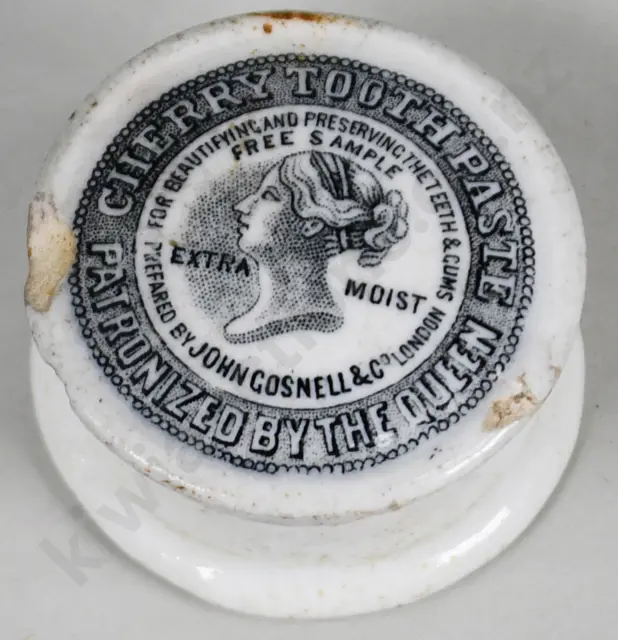 CHERRY TOOTH PASTE
PATRONIZED BY THE QUEEN
FOR BEAUTIFYING AND PRESERVING THE TEETH & GUMS
PREPARED BY JOHN GOSNELL & Co LONDON
FREE SAMPLE
EXTRA
MOIST